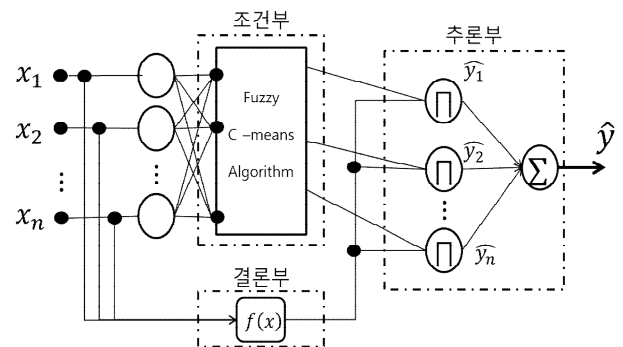 조건부
추론부
x₁
x₂
⋮
xₙ
Fuzzy
C –means
Algorithm
∏
ŷ₁
∏
ŷ₂
⋮
∏
ŷₙ
∑
ŷ
결론부
f(x)